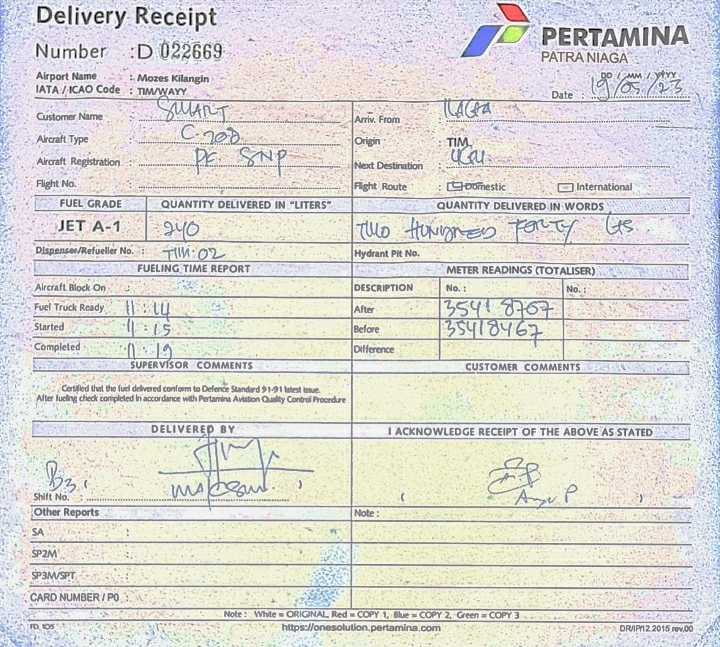 Delivery Receipt
PERTAMINA
PATRA NIAGA
Number : D 022669
Airport Name : Mozes Kilangin
IATA / ICAO Code : TIM/WAYY
DD / MM / YYYY
Date 19/05/23
Customer Name : SMART
Arriv. From :
Aircraft Type : C-208
Origin : TIM
Aircraft Registration : PK SNP
Next Destination :
Flight No. :
Flight Route : Domestic International
FUEL GRADE QUANTITY DELIVERED IN "LITERS" QUANTITY DELIVERED IN WORDS
JET A-1 240 TWO HUNDRED FORTY
Dispenser/Refueller No. : TIM-02 Hydrant Pit No.
FUELING TIME REPORT METER READINGS (TOTALISER)
Aircraft Block On : DESCRIPTION No. : No. :
Fuel Truck Ready 11 : 14 After 35418707
Started 11 : 15 Before 35418467
Completed 11 : 19 Difference
SUPERVISOR COMMENTS CUSTOMER COMMENTS
Certified that the fuel delivered conform to Defence Standard 91-91 latest issue.
After fueling check completed in accordance with Pertamina Aviation Quality Control Procedure
DELIVERED BY I ACKNOWLEDGE RECEIPT OF THE ABOVE AS STATED
Shift No.
Other Reports Note :
SA :
SP2M :
SP3M/SPT :
CARD NUMBER / PO :
Note : White = ORIGINAL, Red = COPY 1, Blue = COPY 2, Green = COPY 3
FD. 105 https://onesolution.pertamina.com DR/IP/12.2015 rev.00